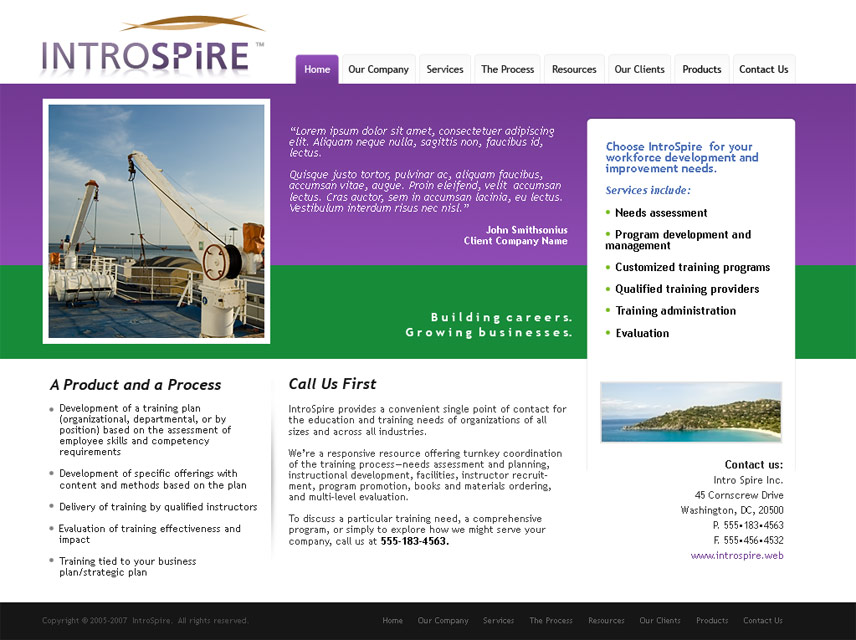 INTROSPiRE ™
Home
Our Company
Services
The Process
Resources
Our Clients
Products
Contact Us
“Lorem ipsum dolor sit amet, consectetuer adipiscing
elit. Aliquam neque nulla, sagittis non, faucibus id,
lectus.
Quisque justo tortor, pulvinar ac, aliquam faucibus,
accumsan vitae, augue. Proin eleifend, velit accumsan
lectus. Cras auctor, sem in accumsan lacinia, eu lectus.
Vestibulum interdum risus nec nisl.”
John Smithsonius
Client Company Name
Building careers.
Growing businesses.
Choose IntroSpire for your
workforce development and
improvement needs.
Services include:
• Needs assessment
• Program development and
management
• Customized training programs
• Qualified training providers
• Training administration
• Evaluation
A Product and a Process
• Development of a training plan
(organizational, departmental, or by
position) based on the assessment of
employee skills and competency
requirements
• Development of specific offerings with
content and methods based on the plan
• Delivery of training by qualified instructors
• Evaluation of training effectiveness and
impact
• Training tied to your business
plan/strategic plan
Call Us First
IntroSpire provides a convenient single point of contact for
the education and training needs of organizations of all
sizes and across all industries.
We’re a responsive resource offering turnkey coordination
of the training process—needs assessment and planning,
instructional development, facilities, instructor recruit-
ment, program promotion, books and materials ordering,
and multi-level evaluation.
To discuss a particular training need, a comprehensive
program, or simply to explore how we might serve your
company, call us at 555-183-4563.
Contact us:
Intro Spire Inc.
45 Cornscrew Drive
Washington, DC, 20500
P. 555•183•4563
F. 555•456•4532
www.introspire.web
Copyright © 2005-2007 IntroSpire. All rights reserved.
Home
Our Company
Services
The Process
Resources
Our Clients
Products
Contact Us